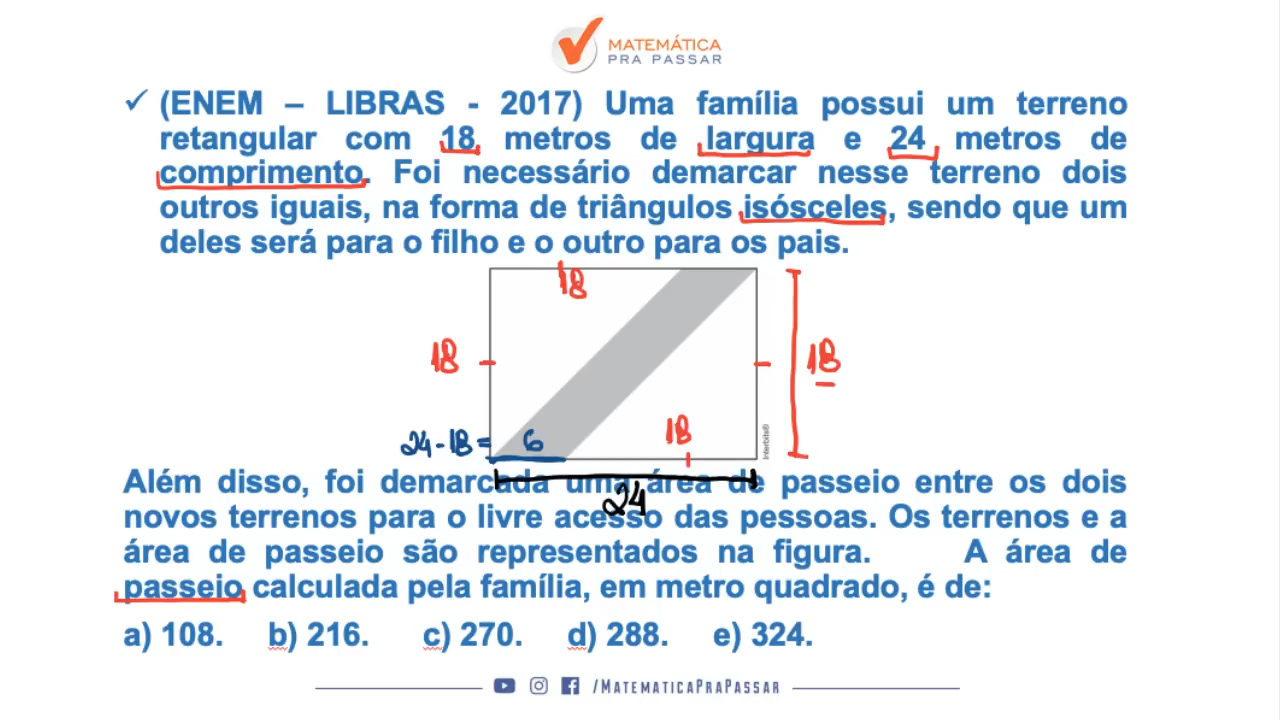 MATEMÁTICA
PRA PASSAR
✓ (ENEM – LIBRAS - 2017) Uma família possui um terreno
retangular com 18 metros de largura e 24 metros de
comprimento. Foi necessário demarcar nesse terreno dois
outros iguais, na forma de triângulos isósceles, sendo que um
deles será para o filho e o outro para os pais.
18
18
18
18
24-18= 6
Interbits®
24
Além disso, foi demarcada uma área de passeio entre os dois
novos terrenos para o livre acesso das pessoas. Os terrenos e a
área de passeio são representados na figura. A área de
passeio calculada pela família, em metro quadrado, é de:
a) 108. b) 216. c) 270. d) 288. e) 324.
/MATEMATICAPRAPASSAR